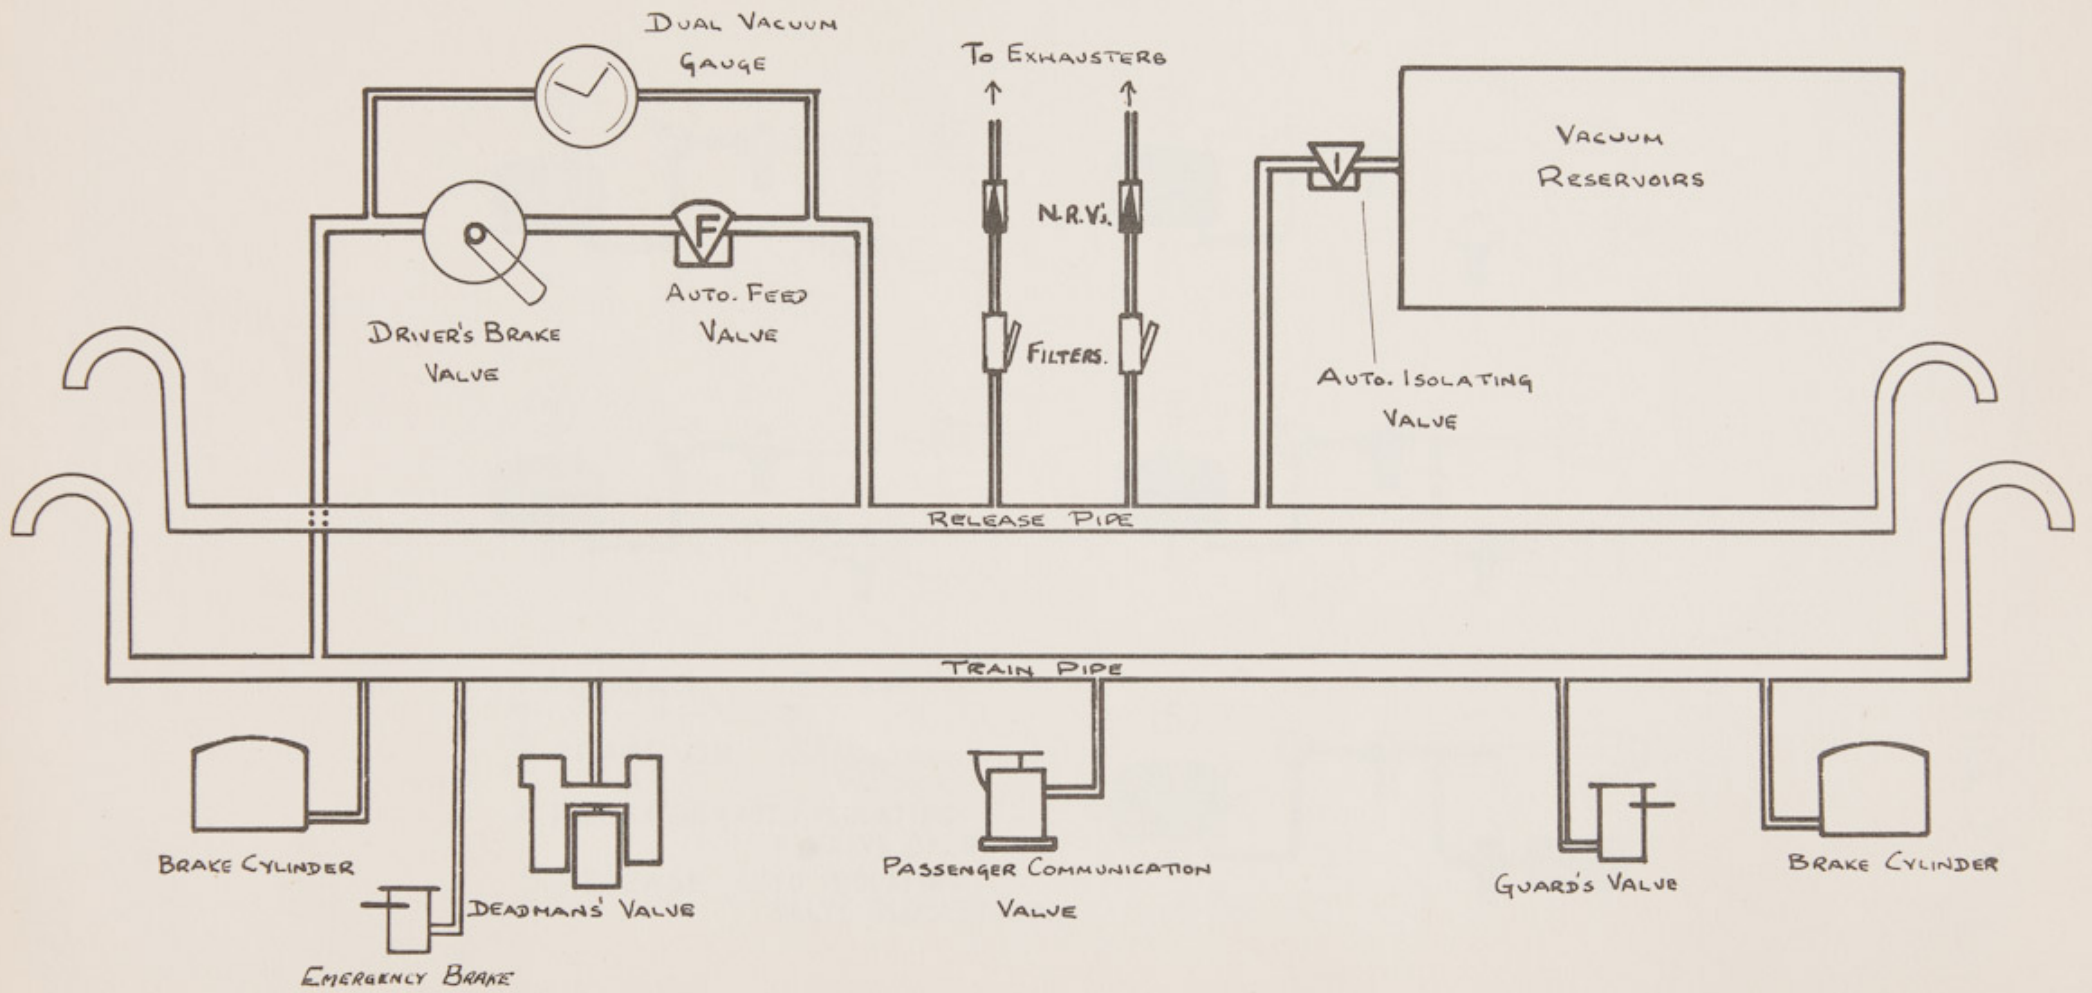 DUAL VACUUM
GAUGE
TO EXHAUSTERS
VACUUM
RESERVOIRS
I
N.R.V's.
F
AUTO. FEED
VALVE
DRIVER'S BRAKE
VALVE
FILTERS.
AUTO. ISOLATING
VALVE
RELEASE PIPE
TRAIN PIPE
BRAKE CYLINDER
PASSENGER COMMUNICATION
VALVE
GUARD'S VALVE
BRAKE CYLINDER
DEADMANS' VALVE
EMERGENCY BRAKE